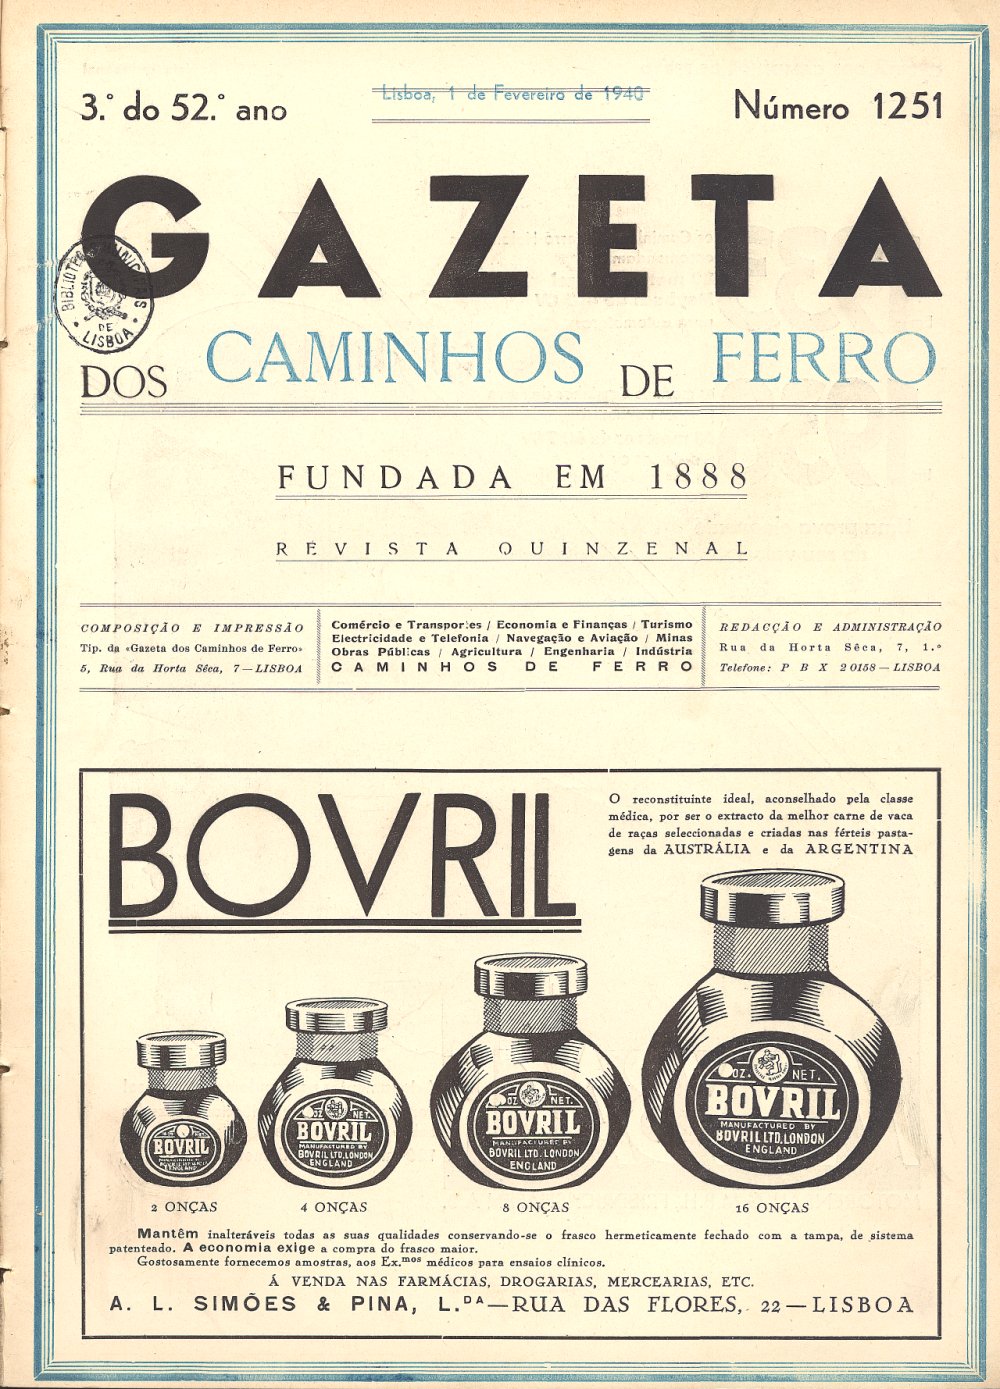 3.º do 52.º ano
Lisboa, 1 de Fevereiro de 1940
Número 1251
GAZETA
DOS CAMINHOS DE FERRO
BIBLIOTECAS MUNICIPAIS
DE
LISBOA
FUNDADA EM 1888
REVISTA QUINZENAL
COMPOSIÇÃO E IMPRESSÃO
Tip. da «Gazeta dos Caminhos de Ferro»
5, Rua da Horta Sêca, 7 — LISBOA
Comércio e Transportes / Economia e Finanças / Turismo
Electricidade e Telefonia / Navegação e Aviação / Minas
Obras Públicas / Agricultura / Engenharia / Indústria
CAMINHOS DE FERRO
REDACÇÃO E ADMINISTRAÇÃO
Rua da Horta Sêca, 7, 1.º
Telefone: P B X 20158 — LISBOA
BOVRIL
O reconstituinte ideal, aconselhado pela classe
médica, por ser o extracto da melhor carne de vaca
de raças seleccionadas e criadas nas férteis pasta-
gens da AUSTRÁLIA e da ARGENTINA
BOVRIL
OZ. NET.
BOVRIL
MANUFACTURED BY
BOVRIL LTD, LONDON
ENGLAND
OZ. NET.
BOVRIL
MANUFACTURED BY
BOVRIL LTD. LONDON
ENGLAND
OZ. NET.
BOVRIL
MANUFACTURED BY
BOVRIL LTD, LONDON
ENGLAND
2 ONÇAS
4 ONÇAS
8 ONÇAS
16 ONÇAS
Mantêm inalteráveis todas as suas qualidades conservando-se o frasco hermeticamente fechado com a tampa, de sistema
patenteado. A economia exige a compra do frasco maior.
Gostosamente fornecemos amostras, aos Ex.mos médicos para ensaios clínicos.
Á VENDA NAS FARMÁCIAS, DROGARIAS, MERCEARIAS, ETC.
A. L. SIMÕES & PINA, L.DA — RUA DAS FLORES, 22 — LISBOA